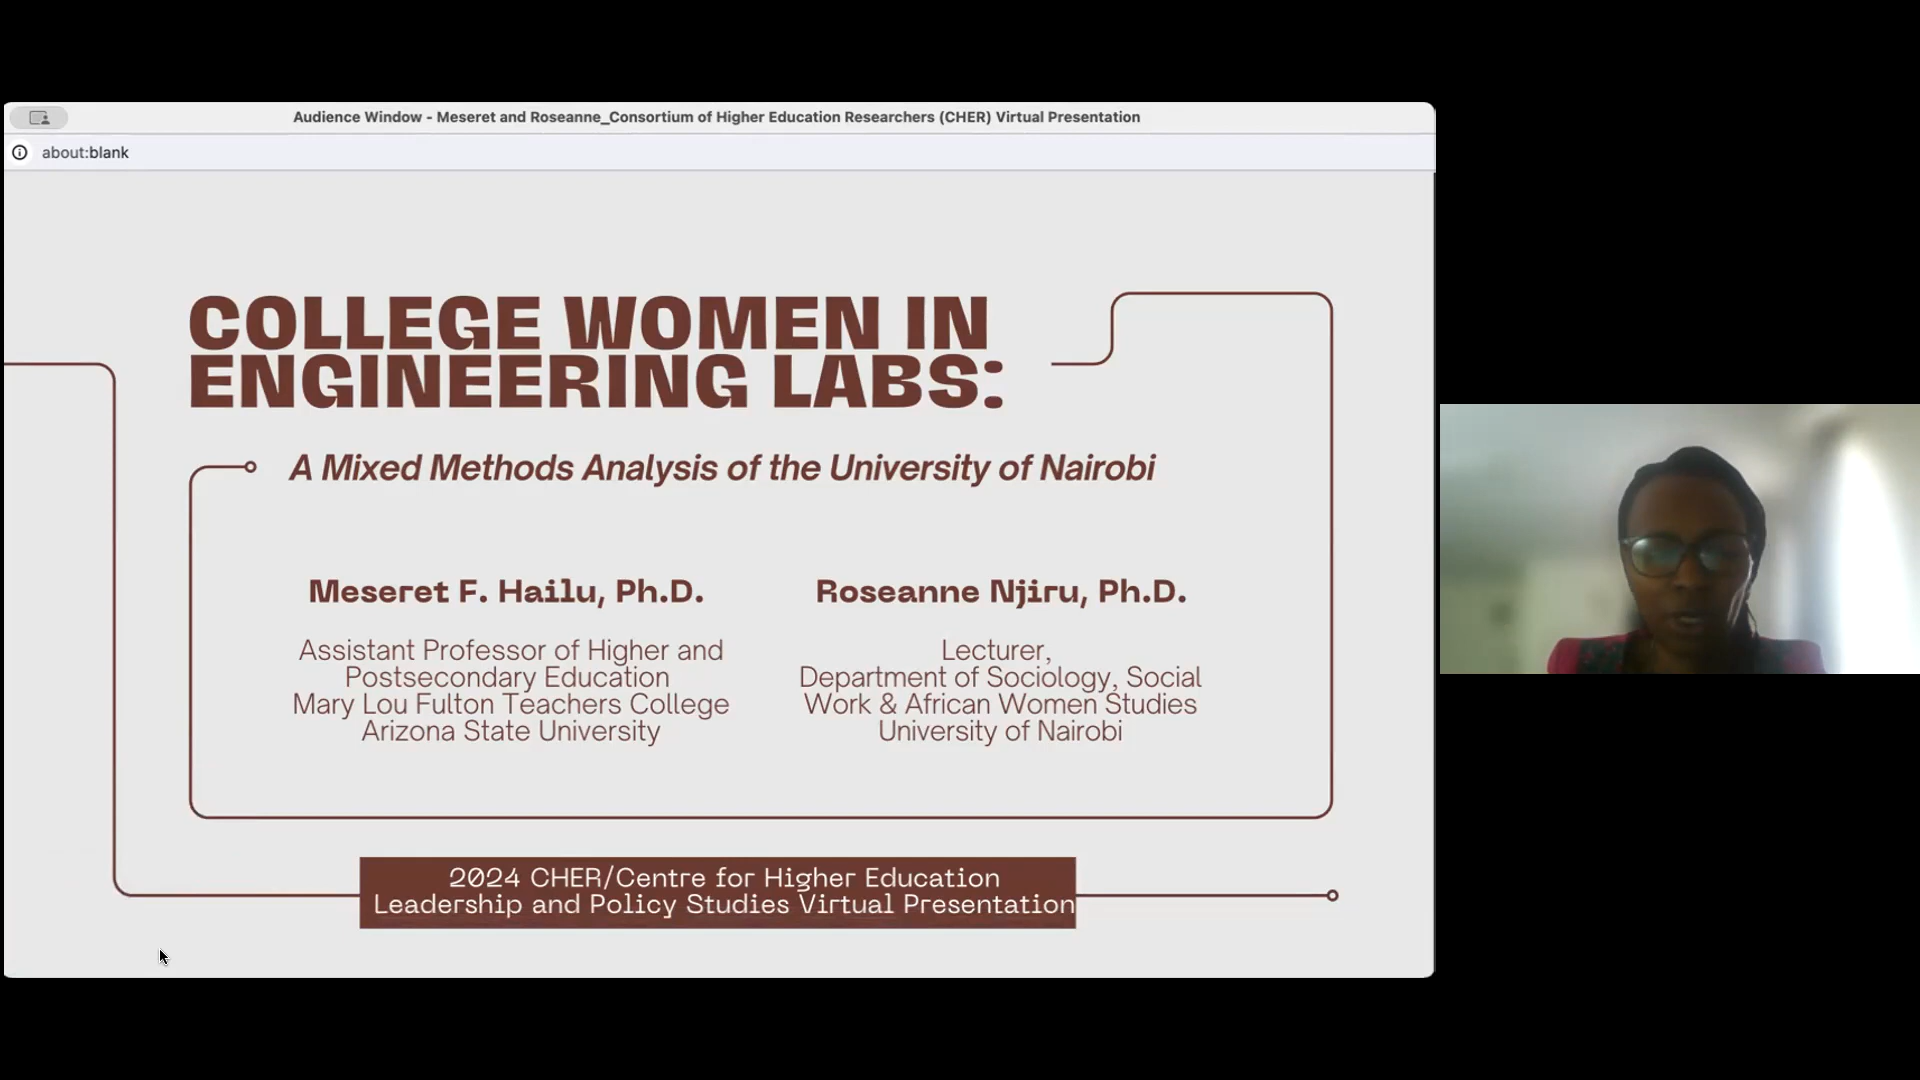 Audience Window - Meseret and Roseanne_Consortium of Higher Education Researchers (CHER) Virtual Presentation
about:blank
COLLEGE WOMEN IN
ENGINEERING LABS:
A Mixed Methods Analysis of the University of Nairobi
Meseret F. Hailu, Ph.D.
Assistant Professor of Higher and
Postsecondary Education
Mary Lou Fulton Teachers College
Arizona State University
Roseanne Njiru, Ph.D.
Lecturer,
Department of Sociology, Social
Work & African Women Studies
University of Nairobi
2024 CHER/Centre for Higher Education
Leadership and Policy Studies Virtual Presentation